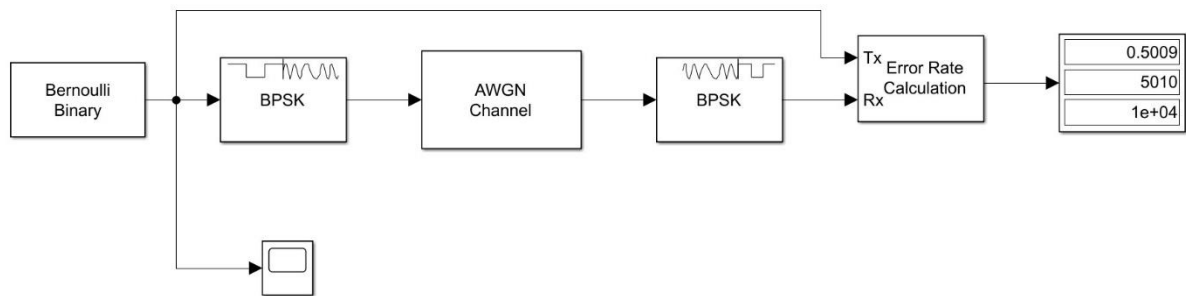 Bernoulli
Binary
BPSK
AWGN
Channel
BPSK
Tx
Rx
Error Rate
Calculation
0.5009
5010
1e+04